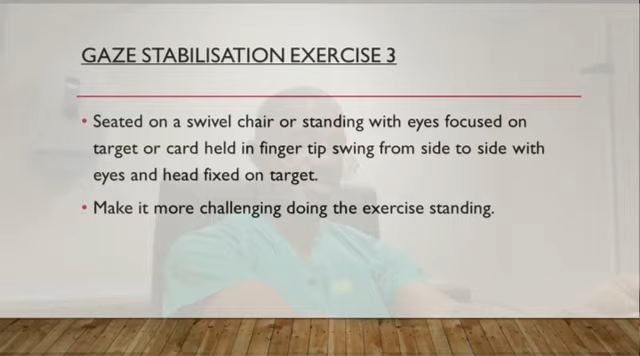 GAZE STABILISATION EXERCISE 3
• Seated on a swivel chair or standing with eyes focused on
target or card held in finger tip swing from side to side with
eyes and head fixed on target.
• Make it more challenging doing the exercise standing.